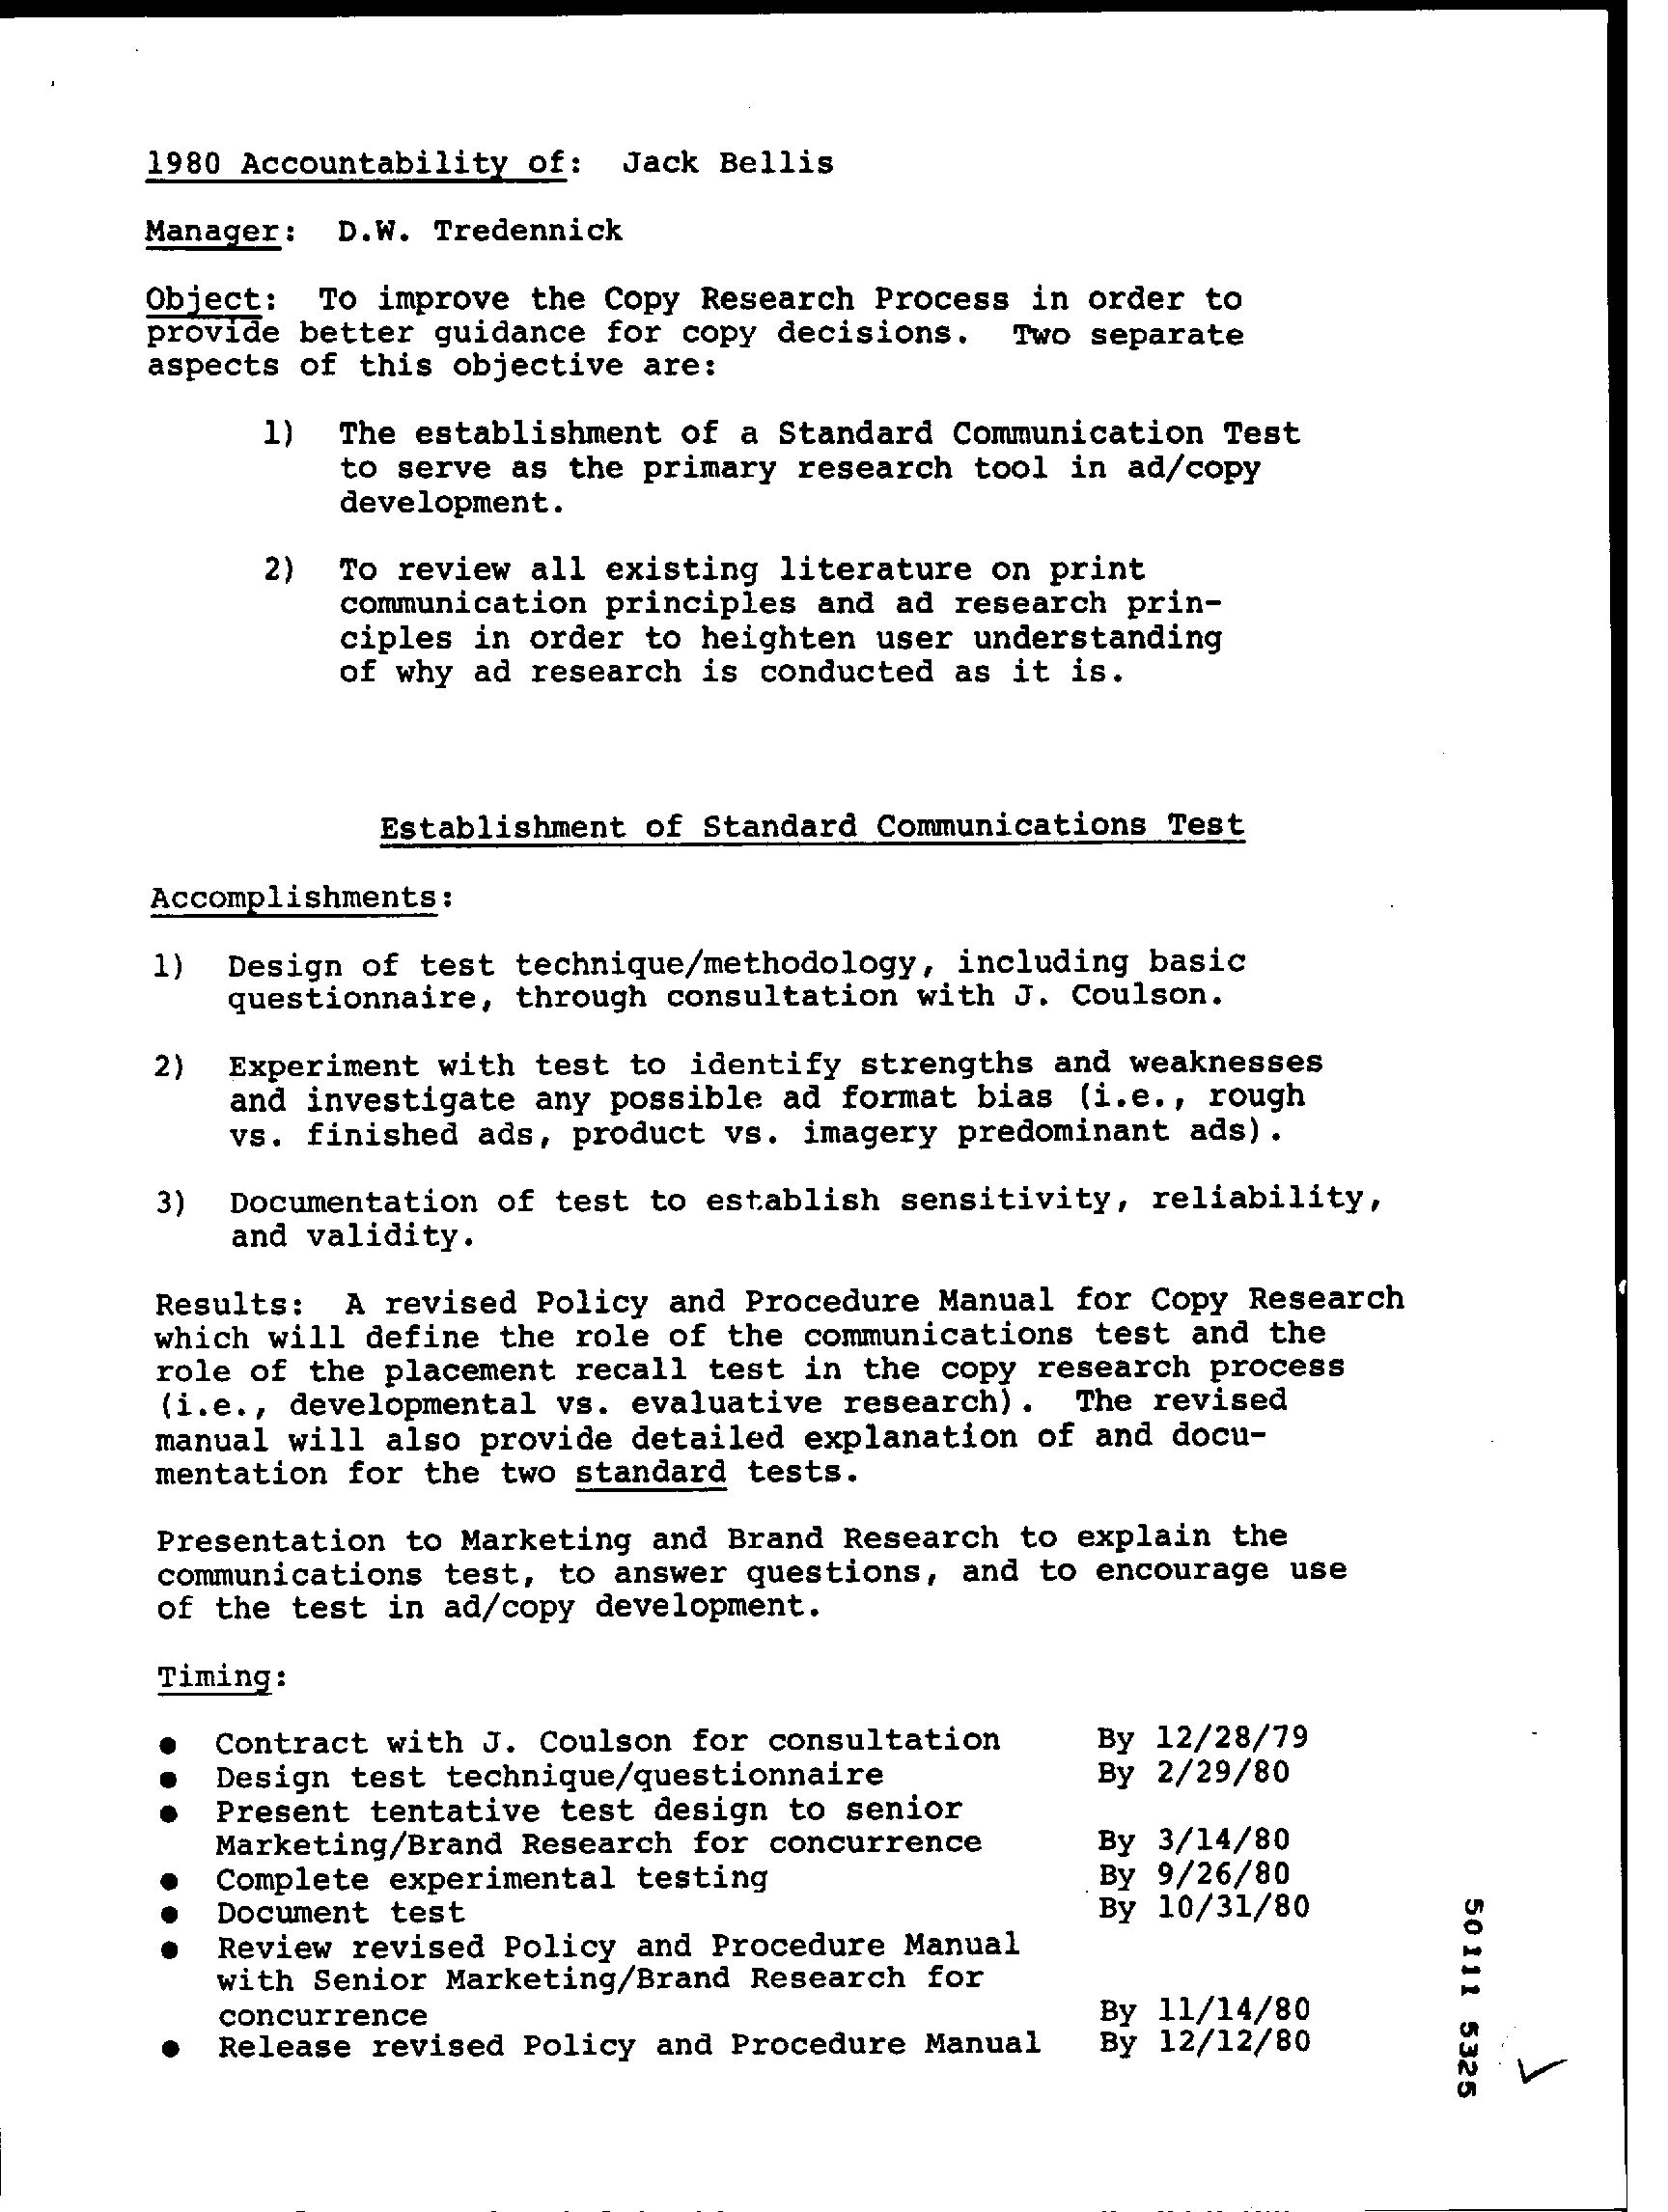 1980 Accountability of: Jack Bellis
Manager: D.W. Tredennick
Object: To improve the Copy Research Process in order to
provide better guidance for copy decisions. Two separate
aspects of this objective are:
1) The establishment of a Standard Communication Test
to serve as the primary research tool in ad/copy
development.
2) To review all existing literature on print
communication principles and ad research prin-
ciples in order to heighten user understanding
of why ad research is conducted as it is.
Establishment of Standard Communications Test
Accomplishments:
1) Design of test technique/methodology, including basic
questionnaire, through consultation with J. Coulson.
2) Experiment with test to identify strengths and weaknesses
and investigate any possible ad format bias (i.e., rough
vs. finished ads, product vs. imagery predominant ads).
3) Documentation of test to establish sensitivity, reliability,
and validity.
Results: A revised Policy and Procedure Manual for Copy Research
which will define the role of the communications test and the
role of the placement recall test in the copy research process
(i.e., developmental vs. evaluative research). The revised
manual will also provide detailed explanation of and docu-
mentation for the two standard tests.
Presentation to Marketing and Brand Research to explain the
communications test, to answer questions, and to encourage use
of the test in ad/copy development.
Timing:
● Contract with J. Coulson for consultation By 12/28/79
● Design test technique/questionnaire By 2/29/80
● Present tentative test design to senior
Marketing/Brand Research for concurrence By 3/14/80
● Complete experimental testing By 9/26/80
● Document test By 10/31/80
● Review revised Policy and Procedure Manual
with Senior Marketing/Brand Research for
concurrence By 11/14/80
● Release revised Policy and Procedure Manual By 12/12/80
50111 5325